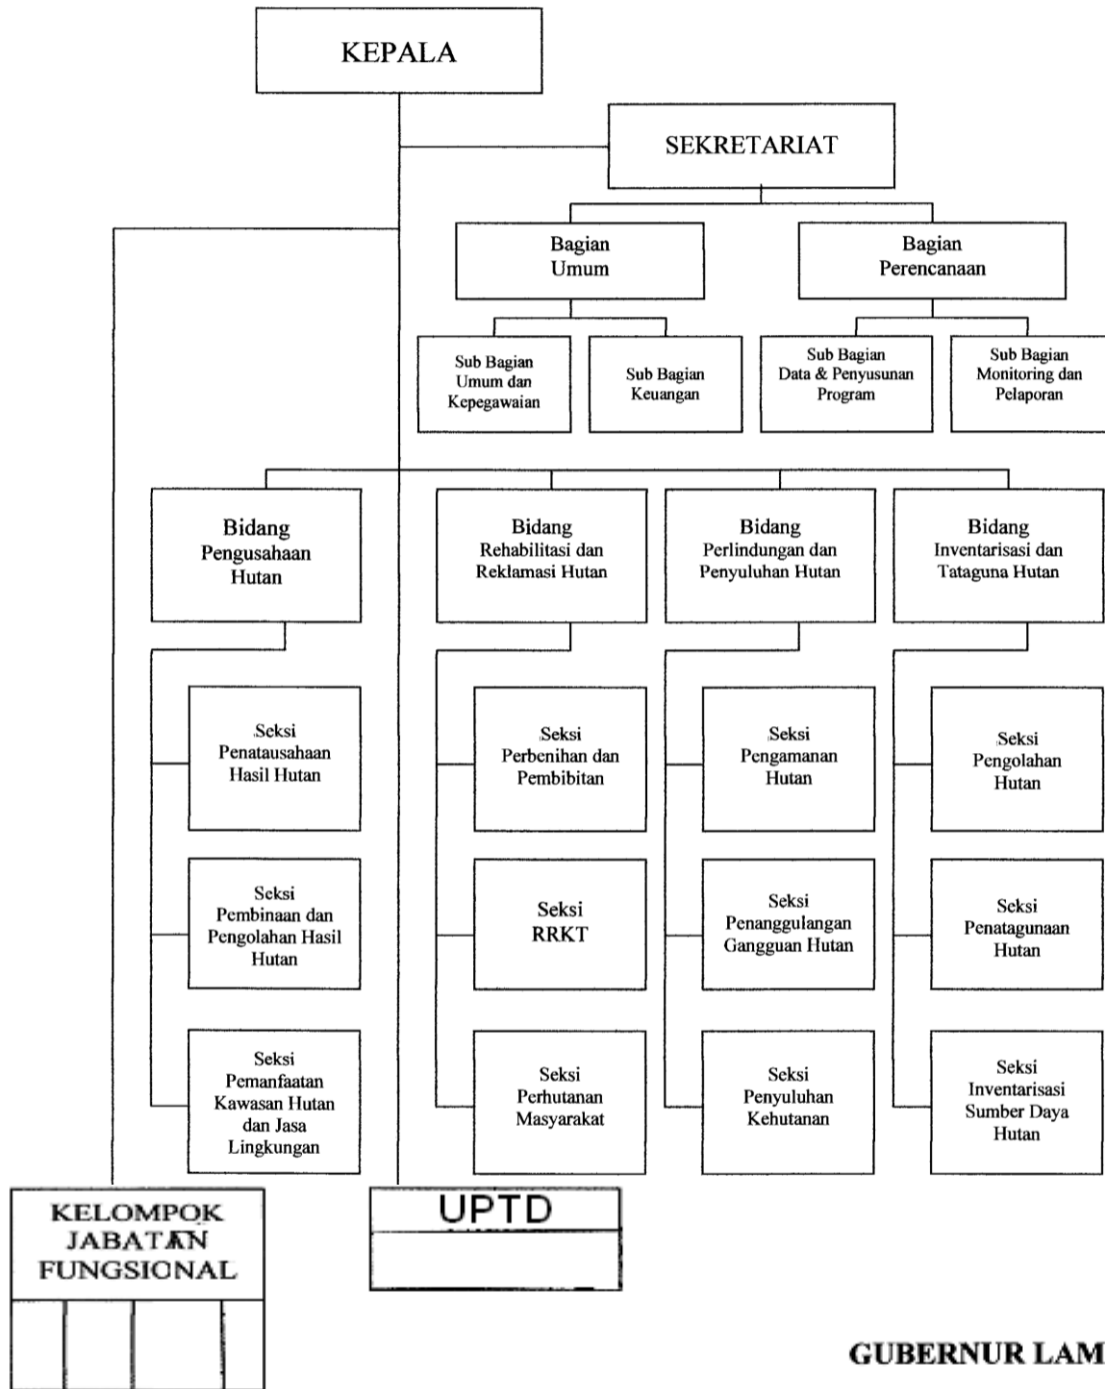 KEPALA
SEKRETARIAT
Bagian
Umum
Bagian
Perencanaan
Sub Bagian
Umum dan
Kepegawaian
Sub Bagian
Keuangan
Sub Bagian
Data & Penyusunan
Program
Sub Bagian
Monitoring dan
Pelaporan
Bidang
Pengusahaan
Hutan
Bidang
Rehabilitasi dan
Reklamasi Hutan
Bidang
Perlindungan dan
Penyuluhan Hutan
Bidang
Inventarisasi dan
Tataguna Hutan
Seksi
Penatausahaan
Hasil Hutan
Seksi
Perbenihan dan
Pembibitan
Seksi
Pengamanan
Hutan
Seksi
Pengolahan
Hutan
Seksi
Pembinaan dan
Pengolahan Hasil
Hutan
Seksi
RRKT
Seksi
Penanggulangan
Gangguan Hutan
Seksi
Penatagunaan
Hutan
Seksi
Pemanfaatan
Kawasan Hutan
dan Jasa
Lingkungan
Seksi
Perhutanan
Masyarakat
Seksi
Penyuluhan
Kehutanan
Seksi
Inventarisasi
Sumber Daya
Hutan
KELOMPOK
JABATAN
FUNGSIONAL
UPTD
GUBERNUR LAM